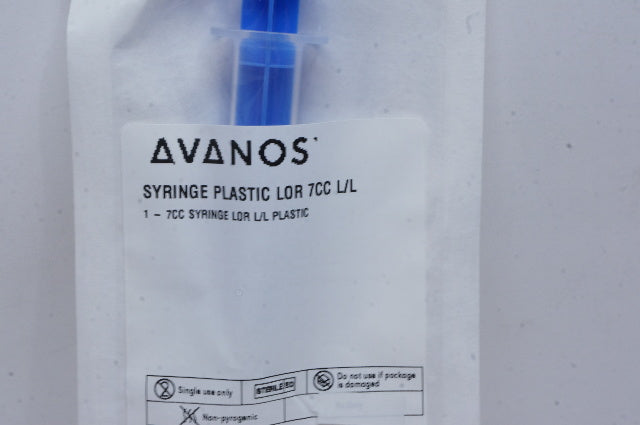 AVANOS
SYRINGE PLASTIC LOR 7CC L/L
1 - 7CC SYRINGE LOR L/L PLASTIC
Single use only
STERILE EO
Do not use if package
is damaged
Non-pyrogenic